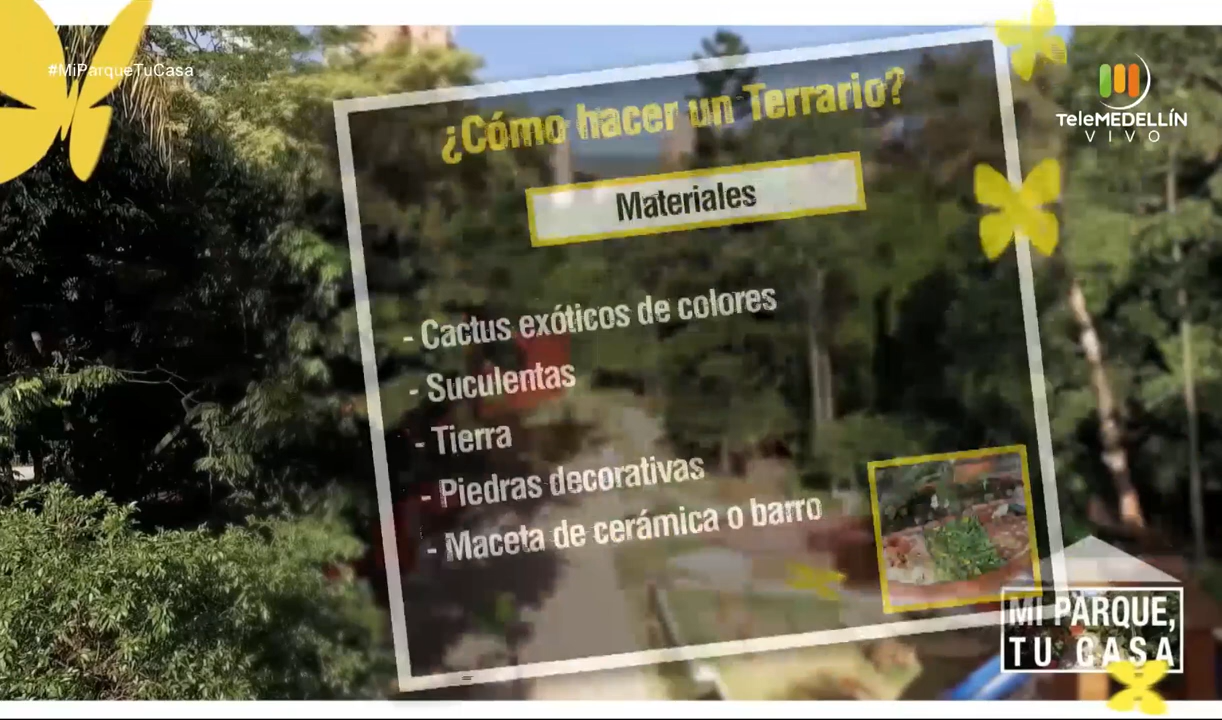 #MiParqueTuCasa
TeleMEDELLÍN
VIVO
¿Cómo hacer un Terrario?
Materiales
- Cactus exóticos de colores
- Suculentas
- Tierra
- Piedras decorativas
- Maceta de cerámica o barro
MI PARQUE,
TU CASA